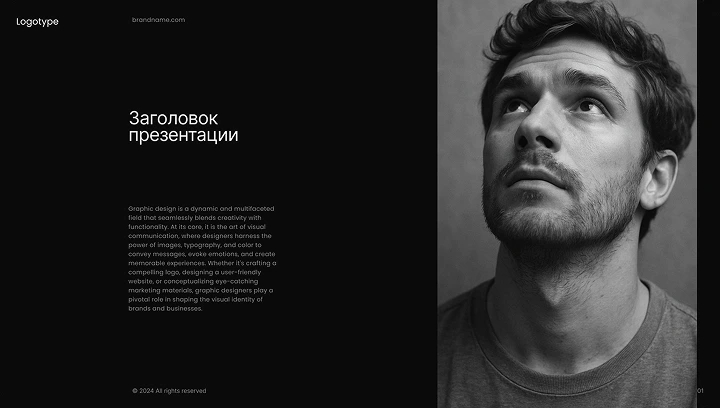 Logotype
brandname.com
Заголовок
презентации
Graphic design is a dynamic and multifaceted
field that seamlessly blends creativity with
functionality. At its core, it is the art of visual
communication, where designers harness the
power of images, typography, and color to
convey messages, evoke emotions, and create
memorable experiences. Whether it's crafting a
compelling logo, designing a user-friendly
website, or conceptualizing eye-catching
marketing materials, graphic designers play a
pivotal role in shaping the visual identity of
brands and businesses.
© 2024 All rights reserved
01